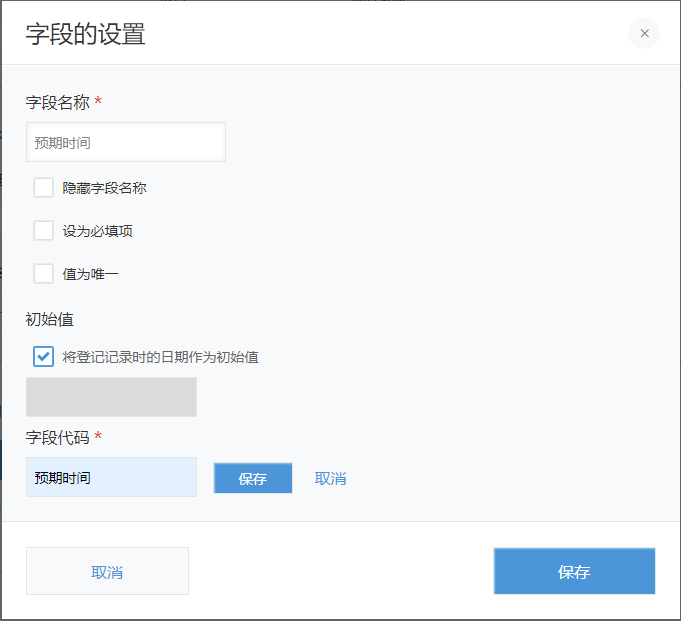 字段的设置
×
字段名称 *
预期时间
隐藏字段名称
设为必填项
值为唯一
初始值
将登记记录时的日期作为初始值
字段代码 *
预期时间 保存 取消
取消 保存